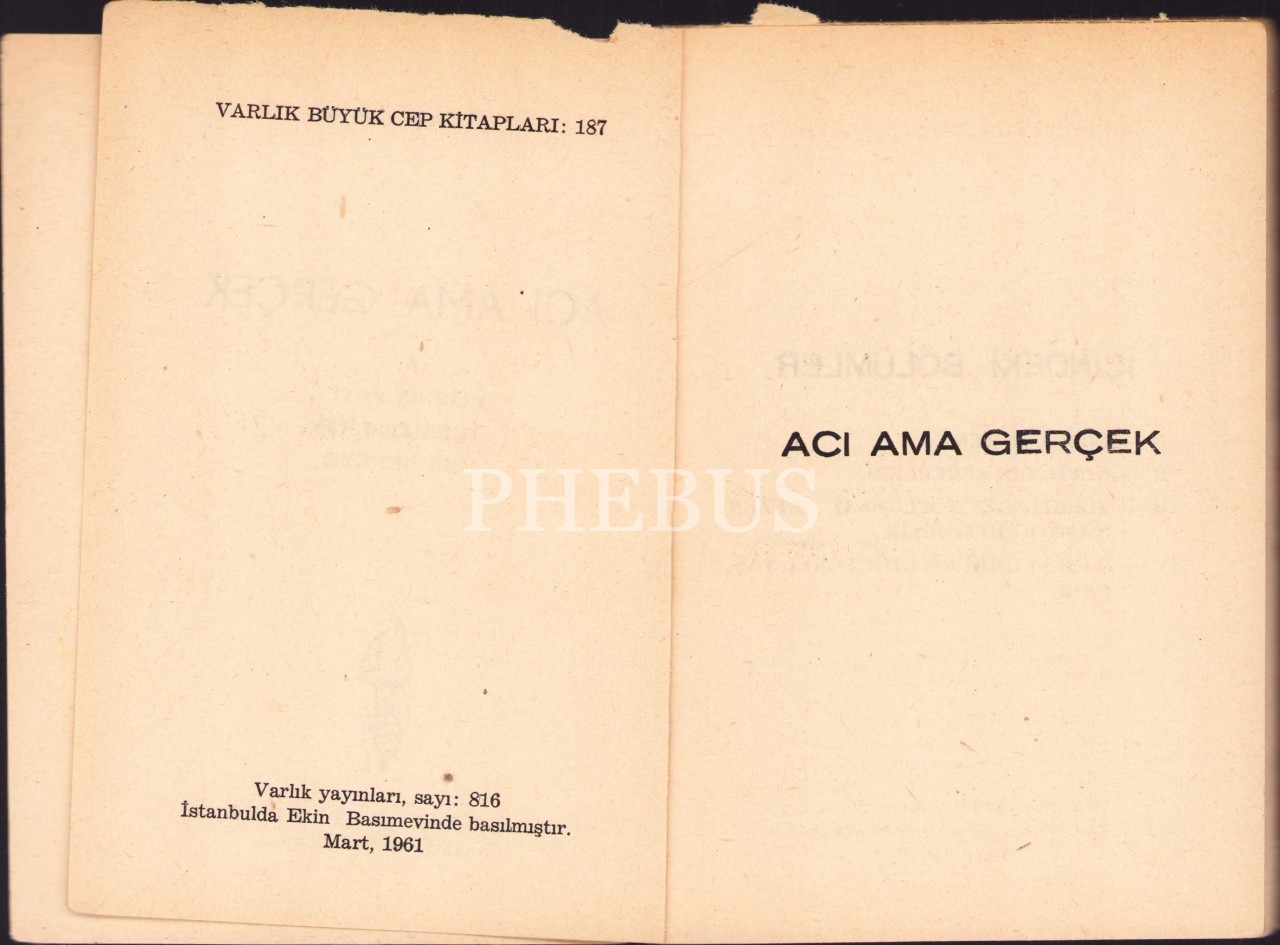 VARLIK BÜYÜK CEP KİTAPLARI: 187
Varlık yayınları, sayı: 816
İstanbulda Ekin Basımevinde basılmıştır.
Mart, 1961
ACI AMA GERÇEK
PHEBUS